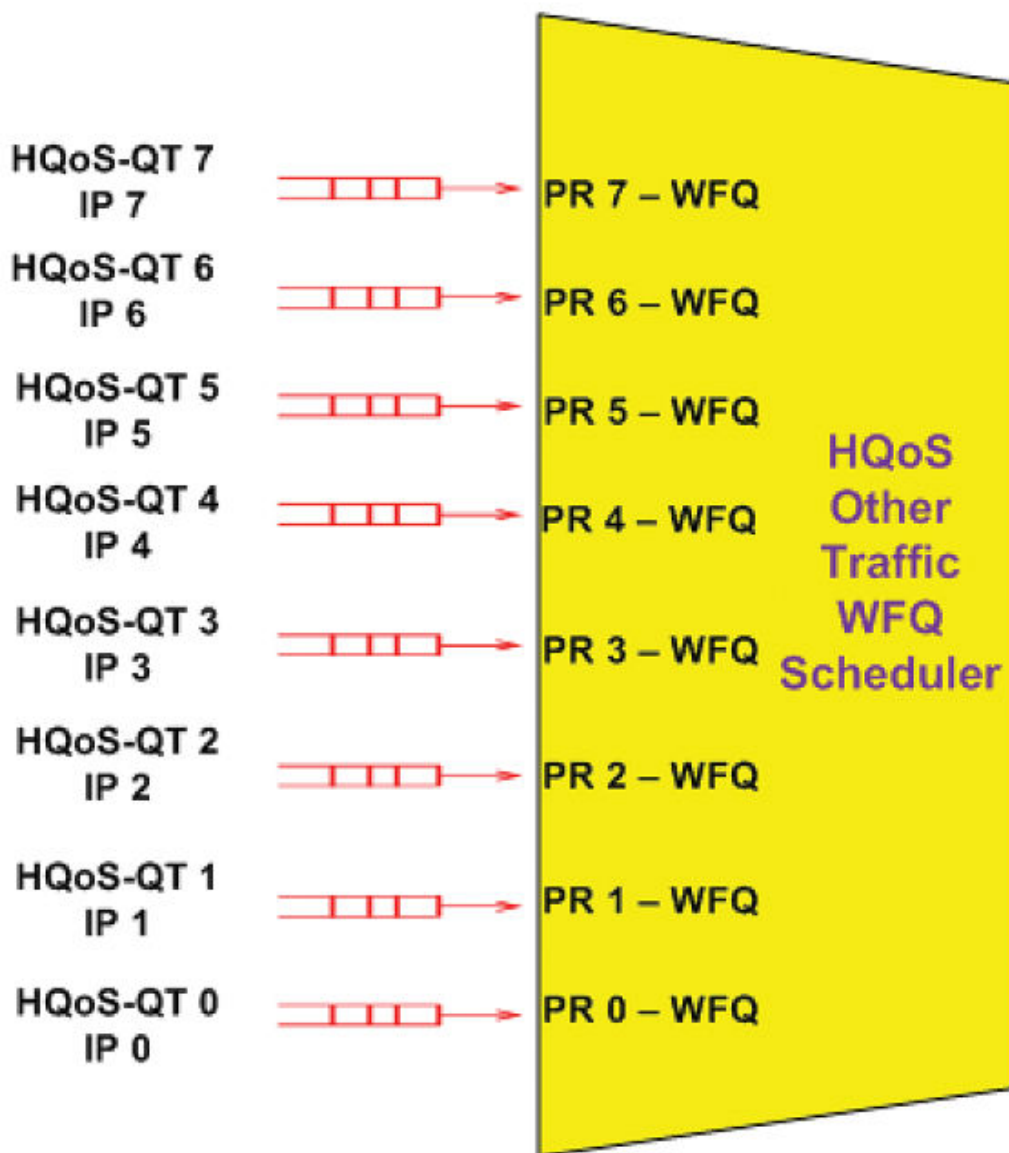 HQoS-QT 7
IP 7
PR 7 – WFQ
HQoS-QT 6
IP 6
PR 6 – WFQ
HQoS-QT 5
IP 5
PR 5 – WFQ
HQoS-QT 4
IP 4
PR 4 – WFQ
HQoS-QT 3
IP 3
PR 3 – WFQ
HQoS-QT 2
IP 2
PR 2 – WFQ
HQoS-QT 1
IP 1
PR 1 – WFQ
HQoS-QT 0
IP 0
PR 0 – WFQ
HQoS
Other
Traffic
WFQ
Scheduler